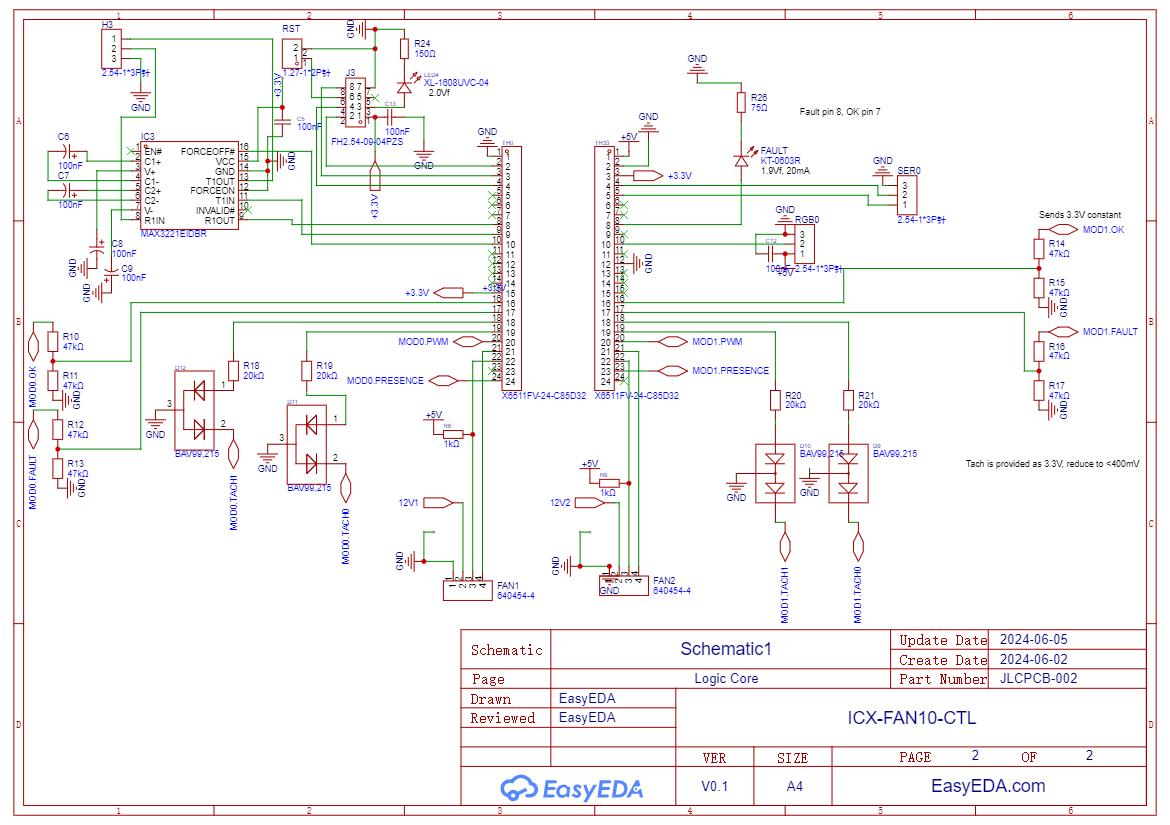 1 2 3 4 5 6
A B C D
H3
1
2
3
2.54-1*3P
GND
RST
2
1
1.27-1*2P
+3.3V
GND
R24
150Ω
LED4
XL-1608UVC-04
2.0Vf
J3
8 7
6 5
4 3
2 1
FH2.54-09-04PZS
C13
100nF
GND
+3.3V
C5
100nF
GND
C6
100nF
C7
100nF
IC3
EN#
C1+
V+
C1-
C2+
C2-
V-
R1IN
FORCEOFF#
VCC
GND
T1OUT
FORCEON
T1IN
INVALID#
R1OUT
1
2
3
4
5
6
7
8
16
15
14
13
12
11
10
9
MAX3221EIDBR
C8
100nF
GND
C9
100nF
GND
GND
TH0
1
2
3
4
5
6
7
8
9
10
11
12
13
14
15
16
17
18
19
20
21
22
23
24
X6511FV-24-C85D32
+3.3V
+3.3V
MOD0.PWM
MOD0.PRESENCE
TH33
1
2
3
4
5
6
7
8
9
10
11
12
13
14
15
16
17
18
19
20
21
22
23
24
X6511FV-24-C85D32
+5V
GND
+3.3V
GND
MOD1.PWM
MOD1.PRESENCE
GND
R26
75Ω
FAULT
KT-0603R
1.9Vf, 20mA
Fault pin 8, OK pin 7
GND
SER0
3
2
1
2.54-1*3P
GND
RGB0
3
2
1
C12
100nF
+5V
2.54-1*3P
Sends 3.3V constant
MOD1.OK
R14
47kΩ
R15
47kΩ
GND
MOD1.FAULT
R16
47kΩ
R17
47kΩ
GND
R10
47kΩ
MOD0.OK
R11
47kΩ
GND
R12
47kΩ
MOD0.FAULT
R13
47kΩ
GND
D12
1
2
3
GND
BAV99,215
R18
20kΩ
MOD0.TACH1
R19
20kΩ
D11
1
2
3
GND
BAV99,215
MOD0.TACH0
+5V
R8
1kΩ
12V1
GND
FAN1
640454-4
1 2 3 4
+5V
R9
1kΩ
12V2
GND
GND
FAN2
640454-4
1 2 3 4
R20
20kΩ
D10
BAV99,215
GND
MOD1.TACH1
R21
20kΩ
D9
BAV99,215
GND
MOD1.TACH0
Tach is provided as 3.3V, reduce to <400mV
Schematic
Schematic1
Update Date 2024-06-05
Create Date 2024-06-02
Page
Logic Core
Part Number JLCPCB-002
Drawn EasyEDA
Reviewed EasyEDA
ICX-FAN10-CTL
VER SIZE PAGE 2 OF 2
EasyEDA
V0.1 A4 EasyEDA.com
1 2 3 4 5 6
A B C D